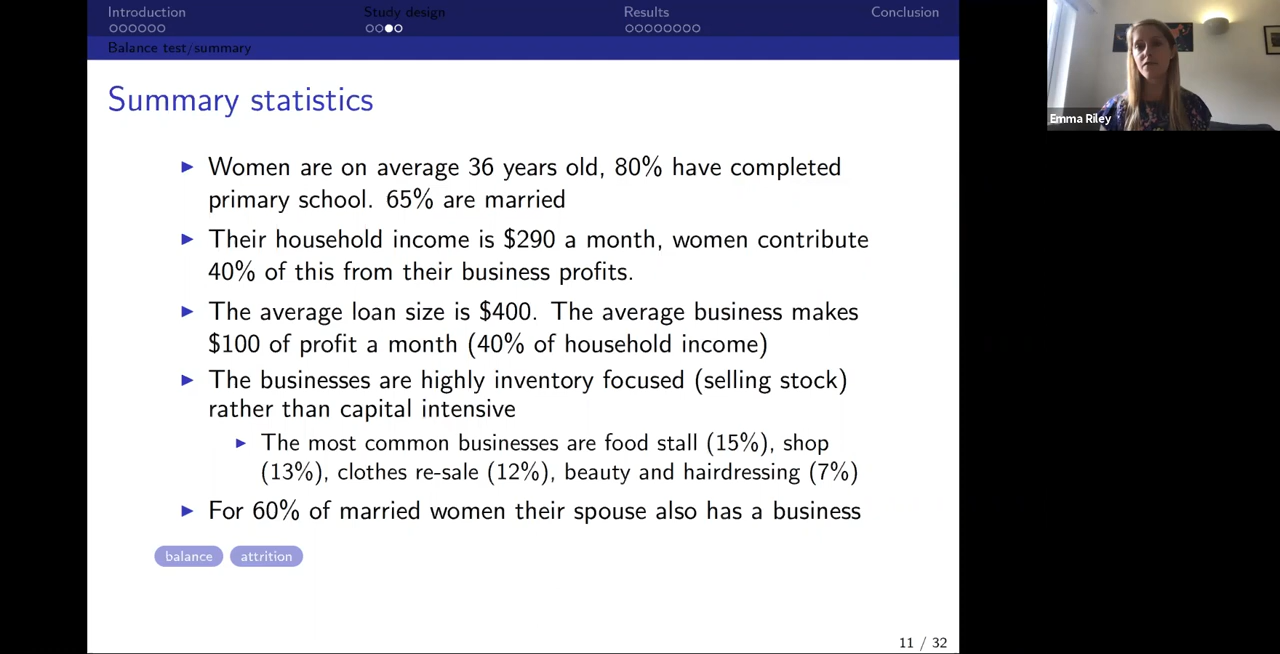 Introduction
Study design
Results
Conclusion
Balance test/summary
Summary statistics
Women are on average 36 years old, 80% have completed
primary school. 65% are married
Their household income is $290 a month, women contribute
40% of this from their business profits.
The average loan size is $400. The average business makes
$100 of profit a month (40% of household income)
The businesses are highly inventory focused (selling stock)
rather than capital intensive
The most common businesses are food stall (15%), shop
(13%), clothes re-sale (12%), beauty and hairdressing (7%)
For 60% of married women their spouse also has a business
balance
attrition
11 / 32
Emma Riley